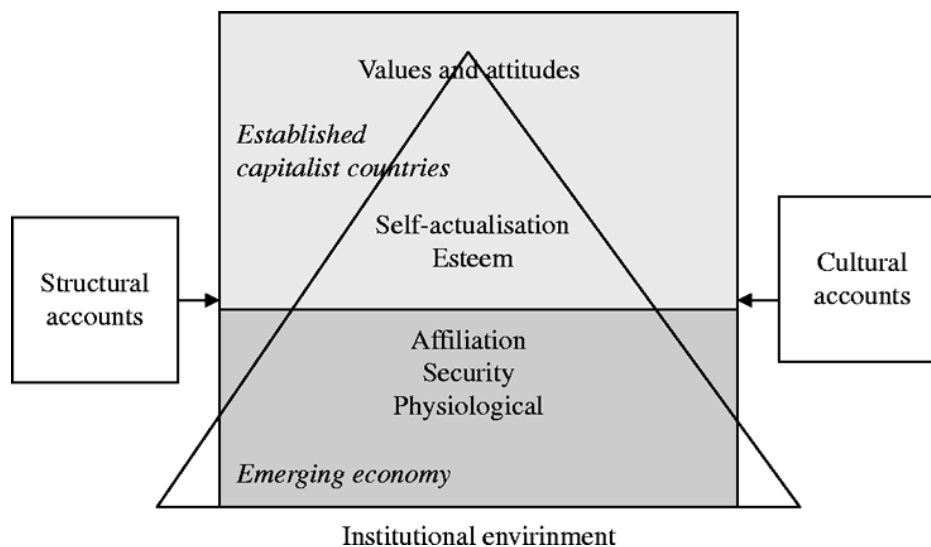 Values and attitudes
Established
capitalist countries
Self-actualisation
Esteem
Structural
accounts
Cultural
accounts
Affiliation
Security
Physiological
Emerging economy
Institutional envirinment